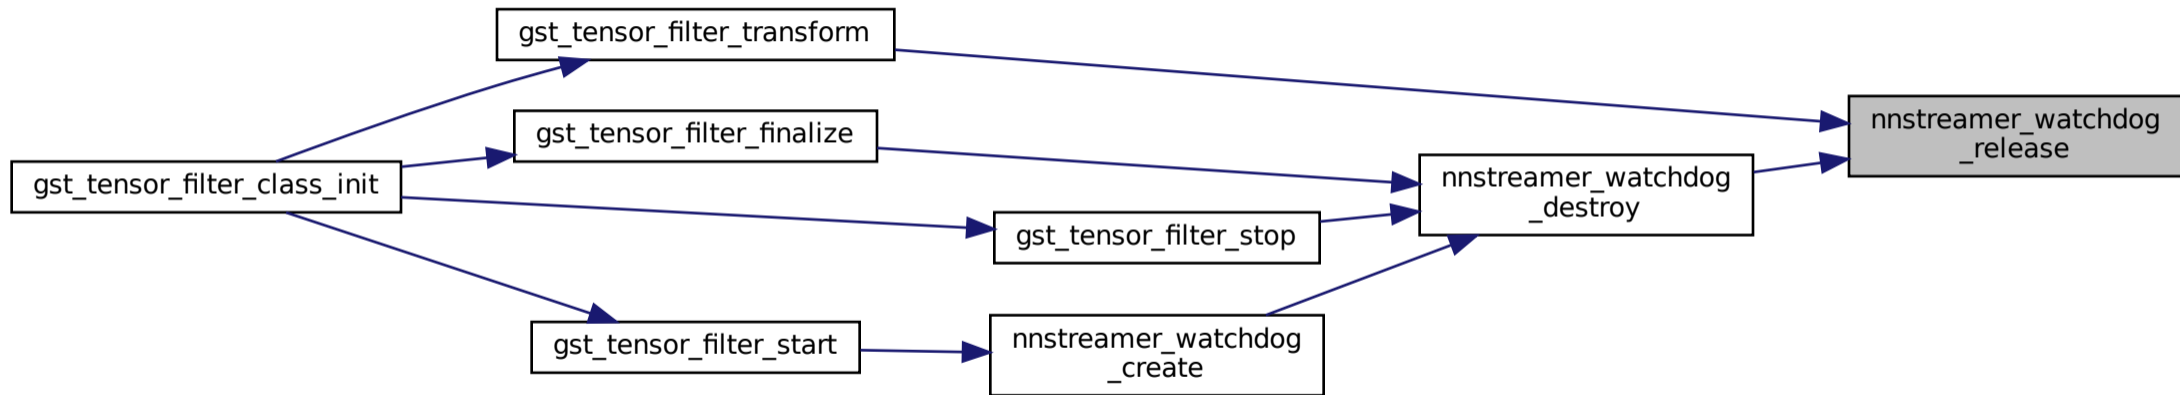 gst_tensor_filter_transform
nnstreamer_watchdog
_release
gst_tensor_filter_finalize
gst_tensor_filter_class_init
nnstreamer_watchdog
_destroy
gst_tensor_filter_stop
gst_tensor_filter_start
nnstreamer_watchdog
_create